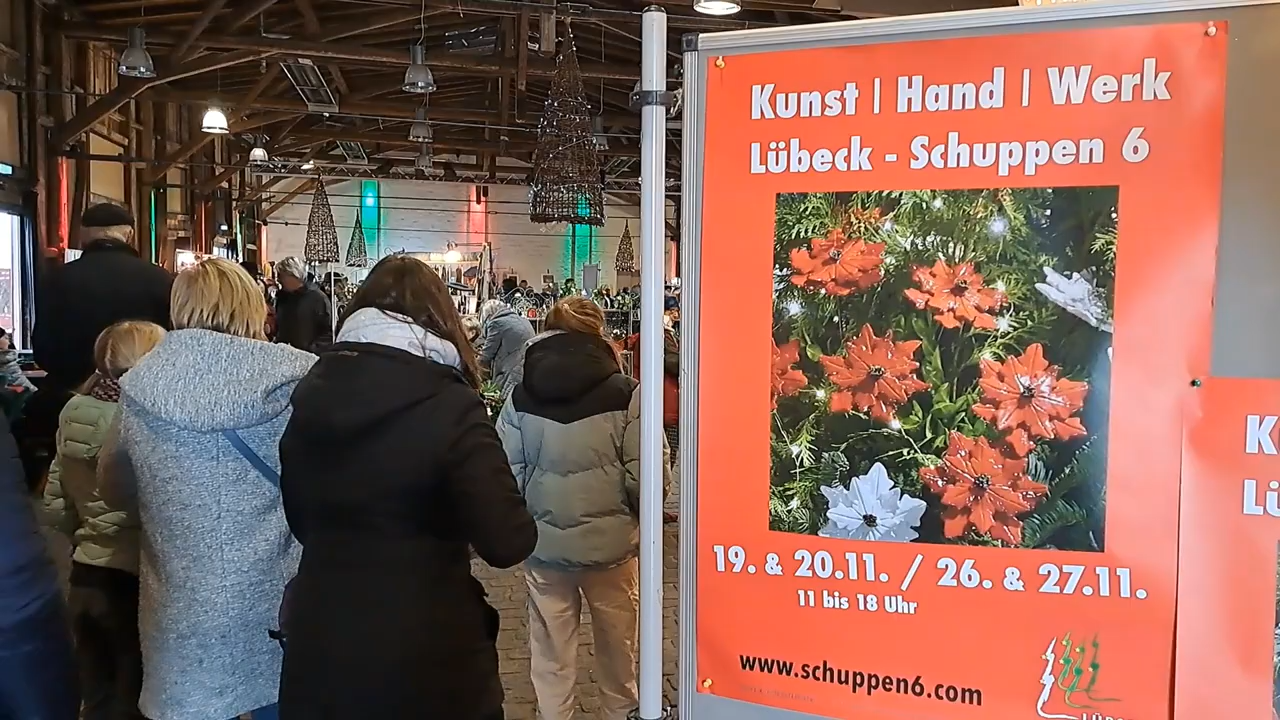 Kunst | Hand | Werk
Lübeck - Schuppen 6
19. & 20.11. / 26. & 27.11.
11 bis 18 Uhr
www.schuppen6.com